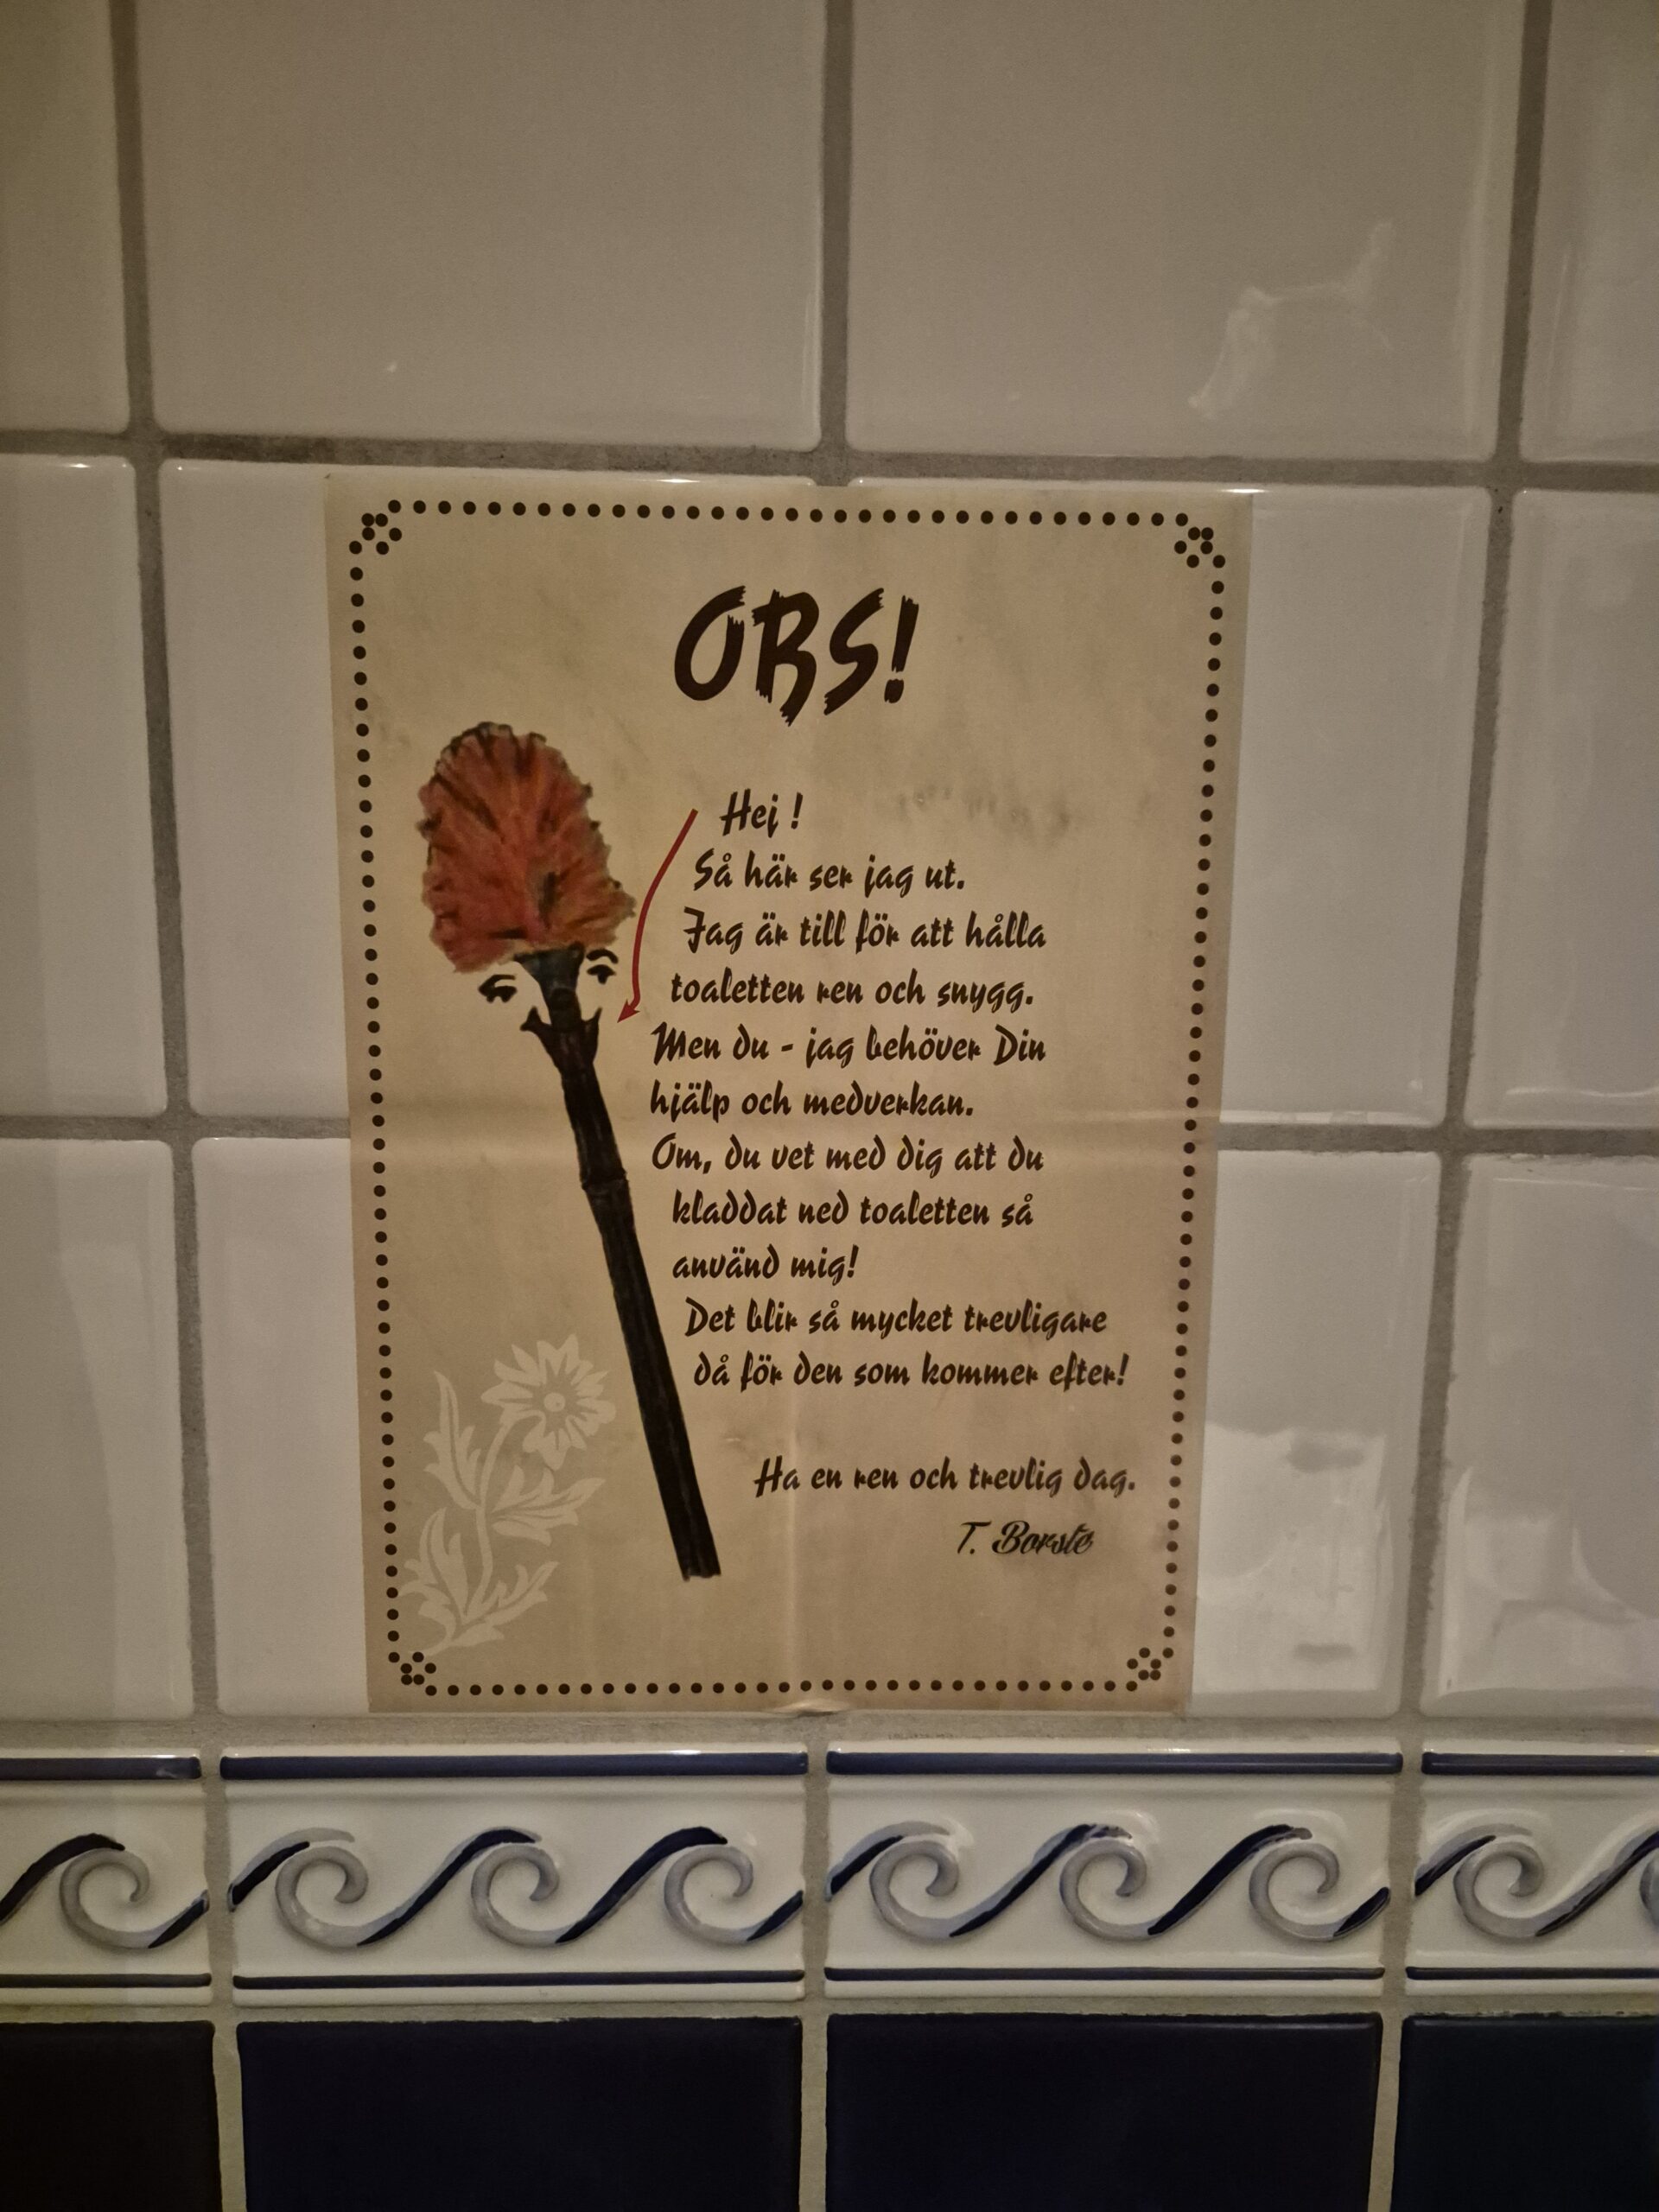 OBS!
Hej !
Så här ser jag ut.
Jag är till för att hålla
toaletten ren och snygg.
Men du - jag behöver Din
hjälp och medverkan.
Om, du vet med dig att du
kladdat ned toaletten så
använd mig!
Det blir så mycket trevligare
då för den som kommer efter!
Ha en ren och trevlig dag.
T. Borste